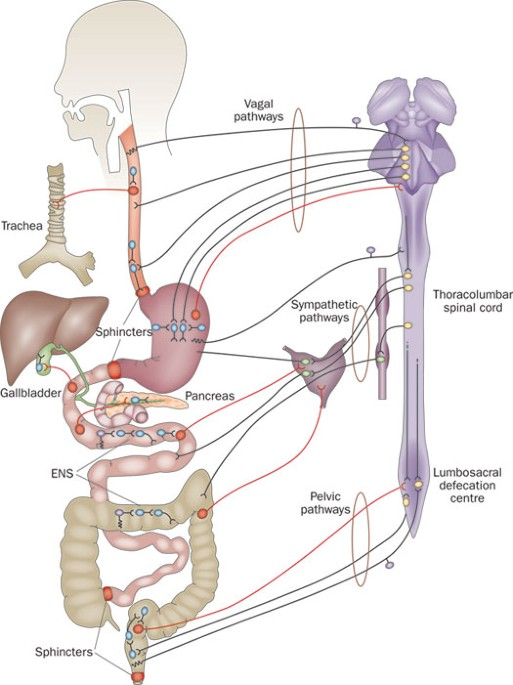 Vagal
pathways
Trachea
Sphincters
Sympathetic
pathways
Thoracolumbar
spinal cord
Gallbladder
Pancreas
ENS
Lumbosacral
defecation
centre
Pelvic
pathways
Sphincters